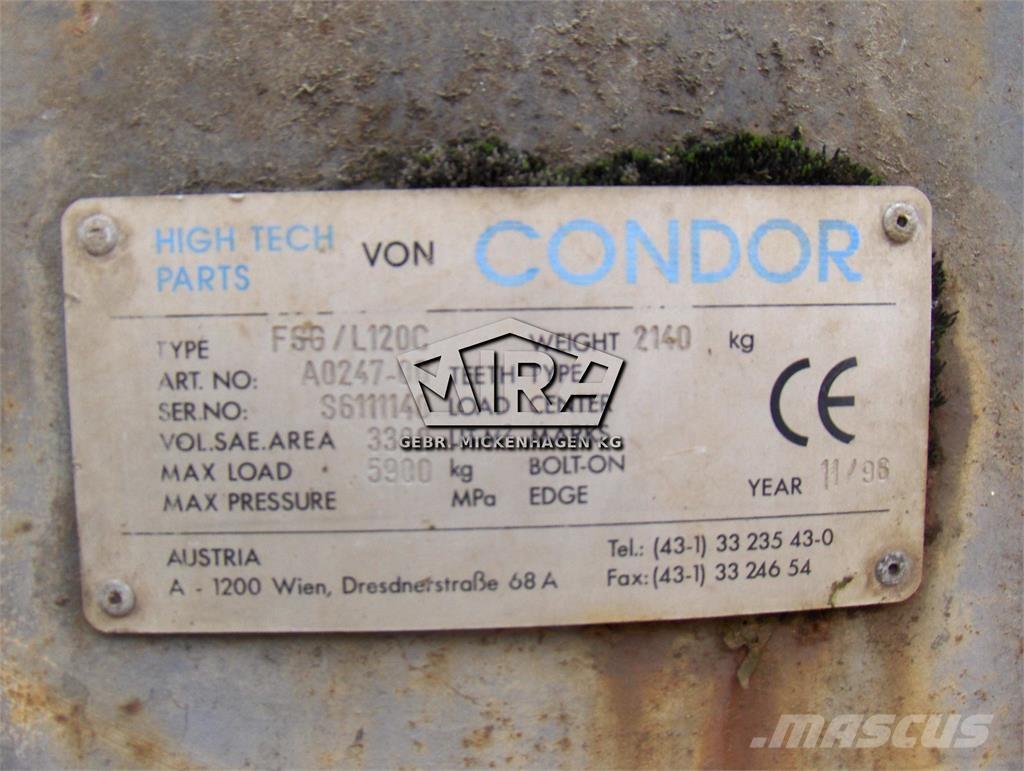 HIGH TECH PARTS VON CONDOR
TYPE FSG/L120C WEIGHT 2140 kg
ART. NO: A0247- TEETH TYPE
SER.NO: LOAD CENTER
VOL.SAE.AREA
MAX LOAD 5900 kg BOLT-ON
MAX PRESSURE MPa EDGE
CE
YEAR 11/96
MIRA
GEBR. MICKENHAGEN KG
AUSTRIA
A - 1200 Wien, Dresdnerstraße 68 A
Tel.: (43-1) 33 235 43-0
Fax: (43-1) 33 246 54
MASCUS